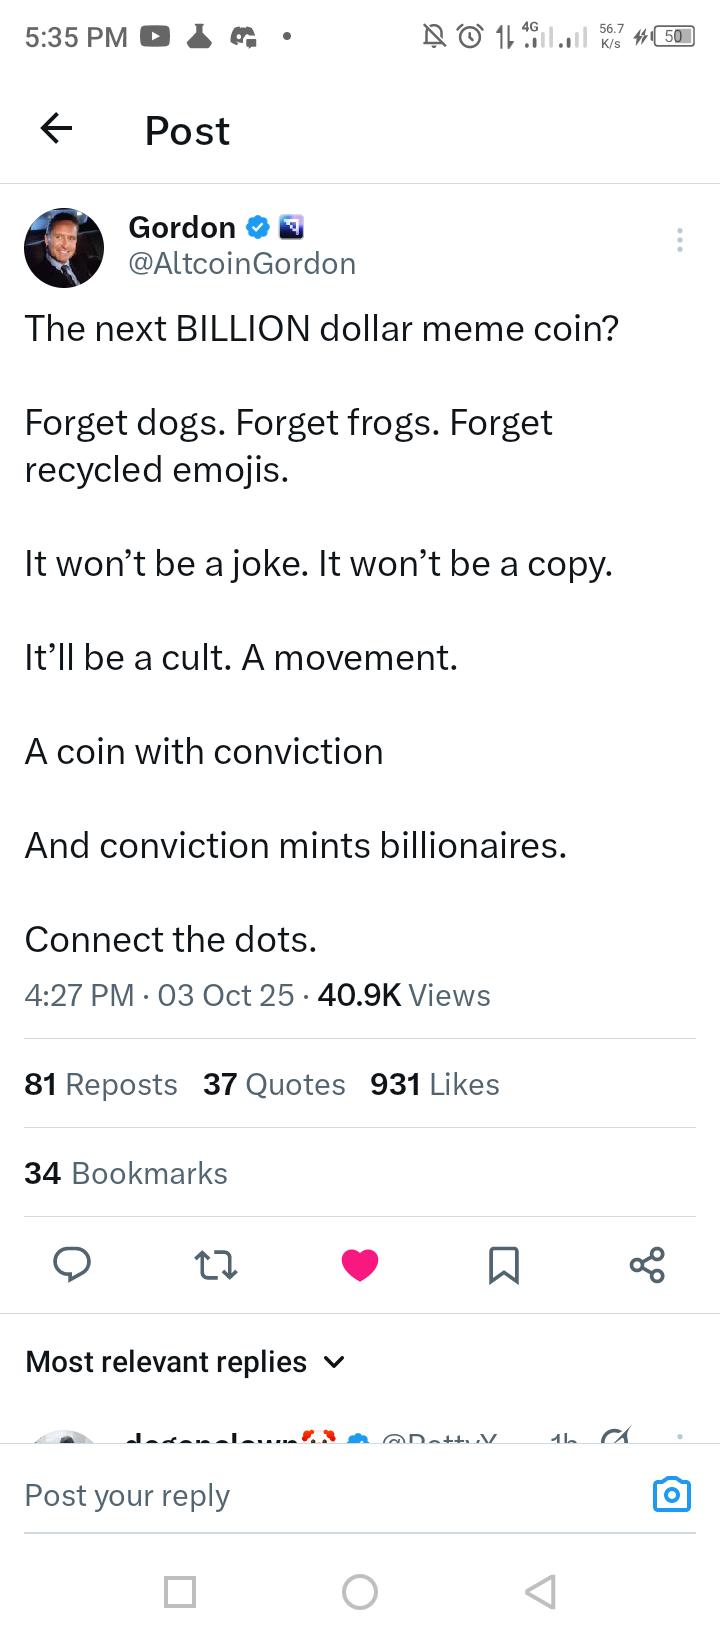 5:35 PM
4G
56.7
K/s
50
Post
Gordon
@AltcoinGordon
The next BILLION dollar meme coin?
Forget dogs. Forget frogs. Forget
recycled emojis.
It won’t be a joke. It won’t be a copy.
It’ll be a cult. A movement.
A coin with conviction
And conviction mints billionaires.
Connect the dots.
4:27 PM · 03 Oct 25 · 40.9K Views
81 Reposts 37 Quotes 931 Likes
34 Bookmarks
Most relevant replies
degenclown @PettyX 1h
Post your reply